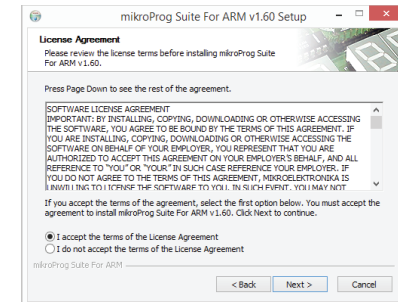 mikroProg Suite For ARM v1.60 Setup
License Agreement
Please review the license terms before installing mikroProg Suite
For ARM v1.60.
Press Page Down to see the rest of the agreement.
SOFTWARE LICENSE AGREEMENT
IMPORTANT: BY INSTALLING, COPYING, DOWNLOADING OR OTHERWISE ACCESSING
THE SOFTWARE, YOU AGREE TO BE BOUND BY THE TERMS OF THIS AGREEMENT. IF
YOU ARE INSTALLING, COPYING, DOWNLOADING OR OTHERWISE ACCESSING THE
SOFTWARE ON BEHALF OF YOUR EMPLOYER, YOU REPRESENT THAT YOU ARE
AUTHORIZED TO ACCEPT THIS AGREEMENT ON YOUR EMPLOYER'S BEHALF, AND ALL
REFERENCE TO "YOU" OR "YOUR" IN SUCH CASE REFERENCE YOUR EMPLOYER. IF
YOU DO NOT AGREE TO THE TERMS OF THIS AGREEMENT, MIKROELEKTRONIKA IS
UNWILLING TO LICENSE THE SOFTWARE TO YOU. IN SUCH EVENT, YOU MAY NOT
If you accept the terms of the agreement, select the first option below. You must accept the
agreement to install mikroProg Suite For ARM v1.60. Click Next to continue.
I accept the terms of the License Agreement
I do not accept the terms of the License Agreement
mikroProg Suite For ARM
< Back Next > Cancel